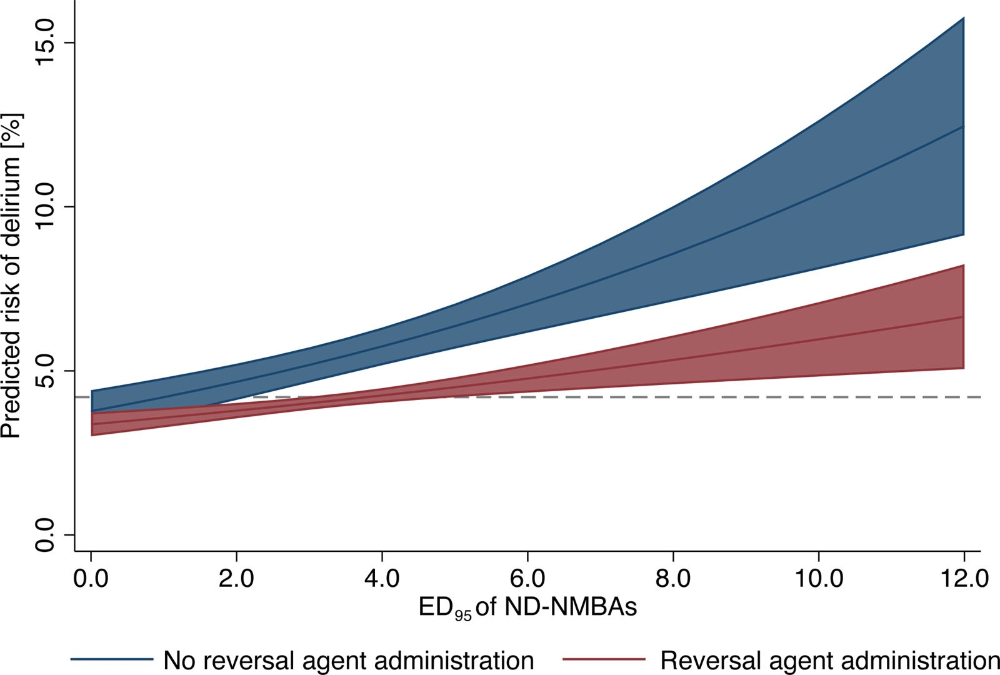 Predicted risk of delirium [%]
15.0
10.0
5.0
0.0
0.0 2.0 4.0 6.0 8.0 10.0 12.0
ED95 of ND-NMBAs
No reversal agent administration
Reversal agent administration